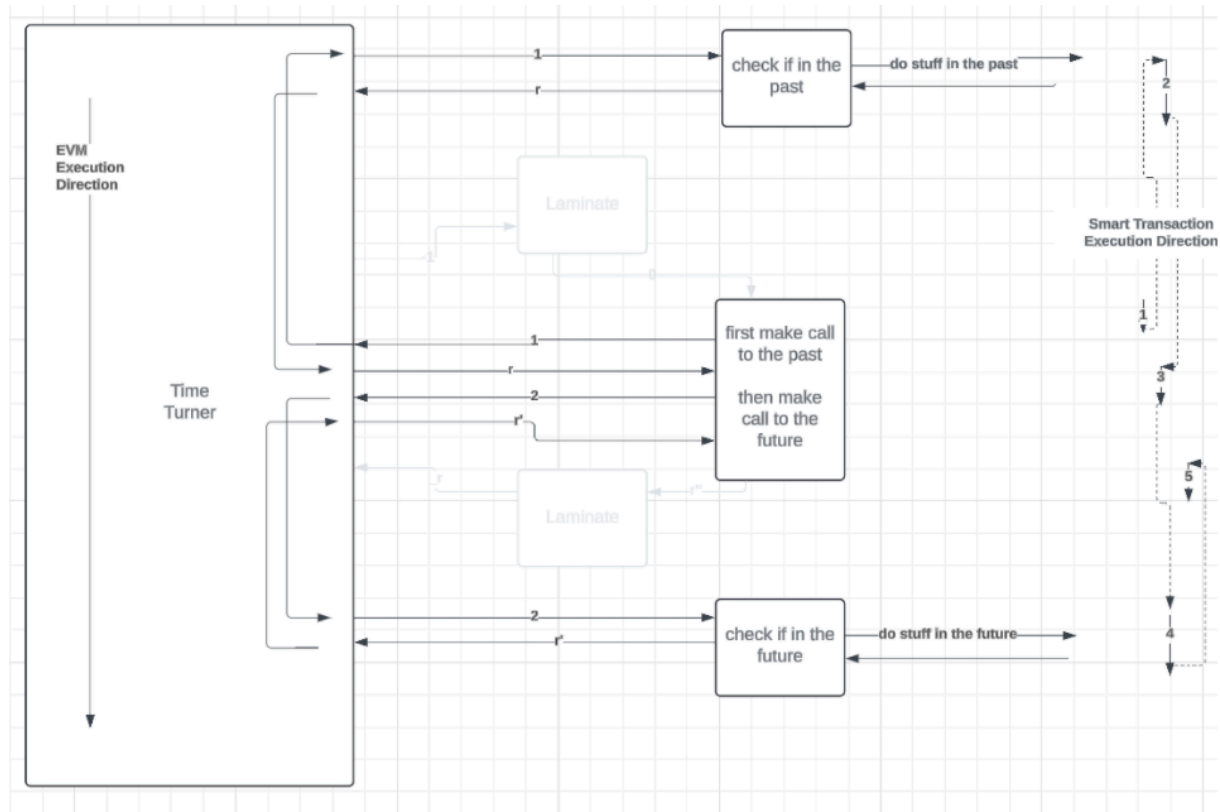 1
check if in the
past
do stuff in the past
r
2
EVM
Execution
Direction
Laminate
1
0
Smart Transaction
Execution Direction
1
first make call
to the past
then make
call to the
future
1
r
2
r'
3
Time
Turner
r
r''
5
Laminate
2
check if in the
future
do stuff in the future
r'
4